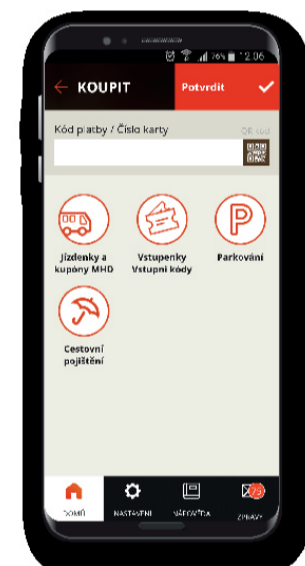 76% 12:06
← KOUPIT
Potvrdit ✓
Kód platby / Číslo karty
QR kód
Jízdenky a
kupóny MHD
Vstupenky
Vstupní kódy
P
Parkování
Cestovní
pojištění
DOMŮ
NASTAVENÍ
NÁPOVĚDA
ZPRÁVY